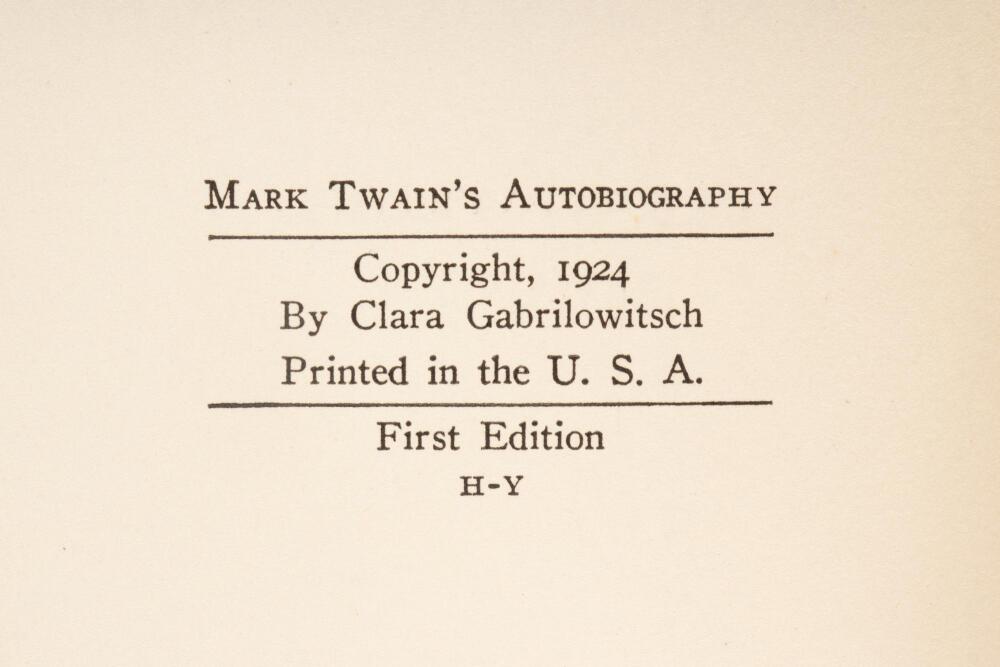 Mark Twain's Autobiography
Copyright, 1924
By Clara Gabrilowitsch
Printed in the U. S. A.
First Edition
H-Y